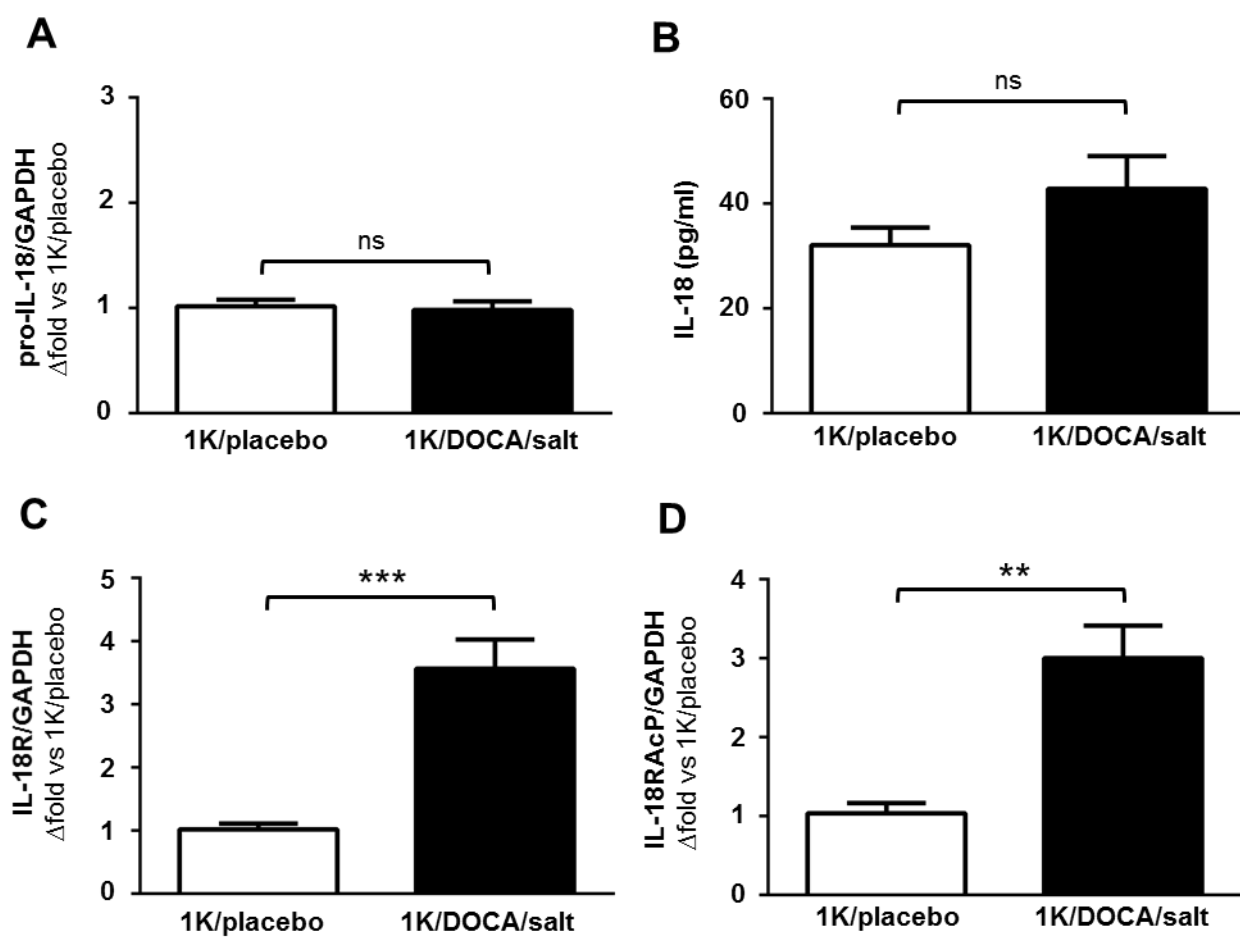 A
pro-IL-18/GAPDH
Δfold vs 1K/placebo
3
2
1
0
ns
1K/placebo
1K/DOCA/salt
B
IL-18 (pg/ml)
60
40
20
0
ns
1K/placebo
1K/DOCA/salt
C
IL-18R/GAPDH
Δfold vs 1K/placebo
5
4
3
2
1
0
***
1K/placebo
1K/DOCA/salt
D
IL-18RAcP/GAPDH
Δfold vs 1K/placebo
4
3
2
1
0
**
1K/placebo
1K/DOCA/salt